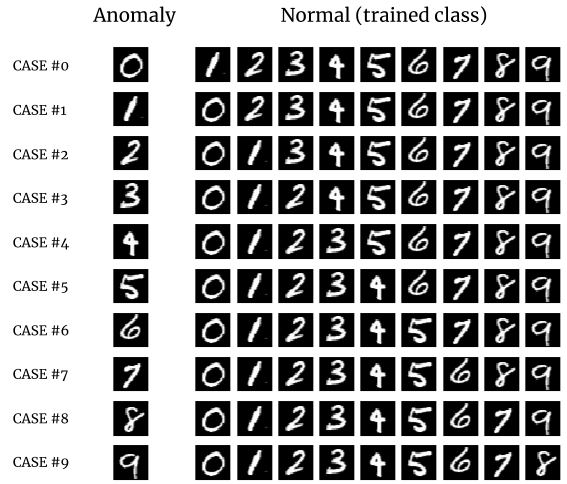 Anomaly Normal (trained class)
CASE #0 0 1 2 3 4 5 6 7 8 9
CASE #1 1 0 2 3 4 5 6 7 8 9
CASE #2 2 0 1 3 4 5 6 7 8 9
CASE #3 3 0 1 2 4 5 6 7 8 9
CASE #4 4 0 1 2 3 5 6 7 8 9
CASE #5 5 0 1 2 3 4 6 7 8 9
CASE #6 6 0 1 2 3 4 5 7 8 9
CASE #7 7 0 1 2 3 4 5 6 8 9
CASE #8 8 0 1 2 3 4 5 6 7 9
CASE #9 9 0 1 2 3 4 5 6 7 8